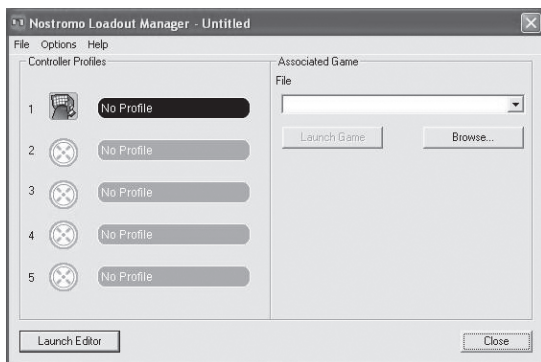 Nostromo Loadout Manager - Untitled
File Options Help
Controller Profiles
1 No Profile
2 No Profile
3 No Profile
4 No Profile
5 No Profile
Associated Game
File
Launch Game Browse...
Launch Editor Close